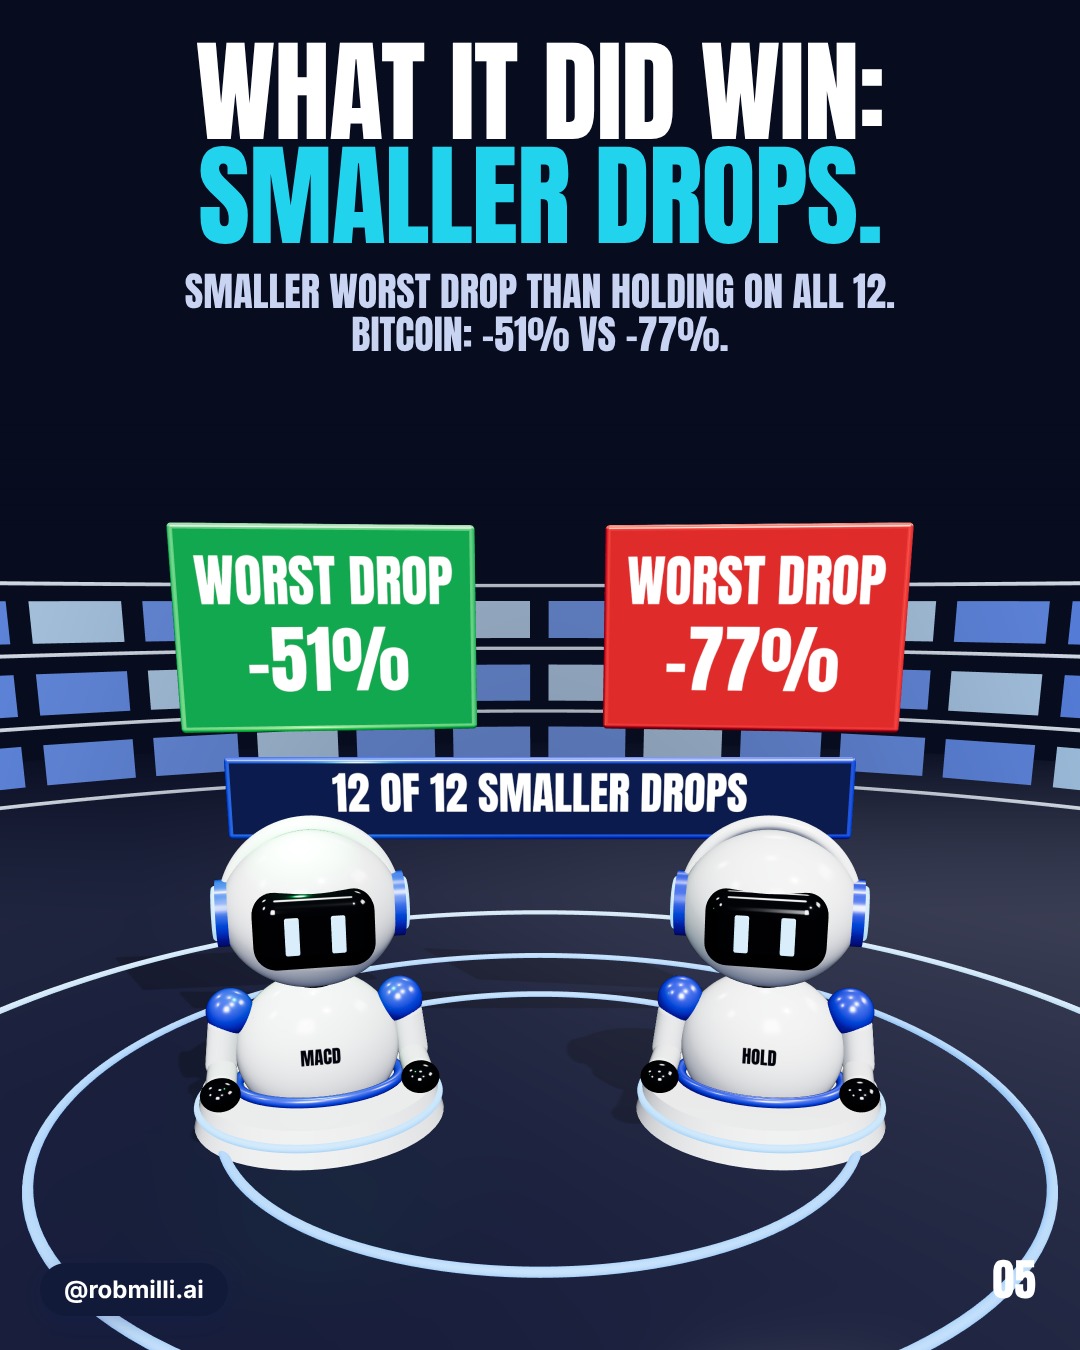 WHAT IT DID WIN:
SMALLER DROPS.
SMALLER WORST DROP THAN HOLDING ON ALL 12.
BITCOIN: -51% VS -77%.
WORST DROP
-51%
WORST DROP
-77%
12 OF 12 SMALLER DROPS
MACD
HOLD
@robmilli.ai
05